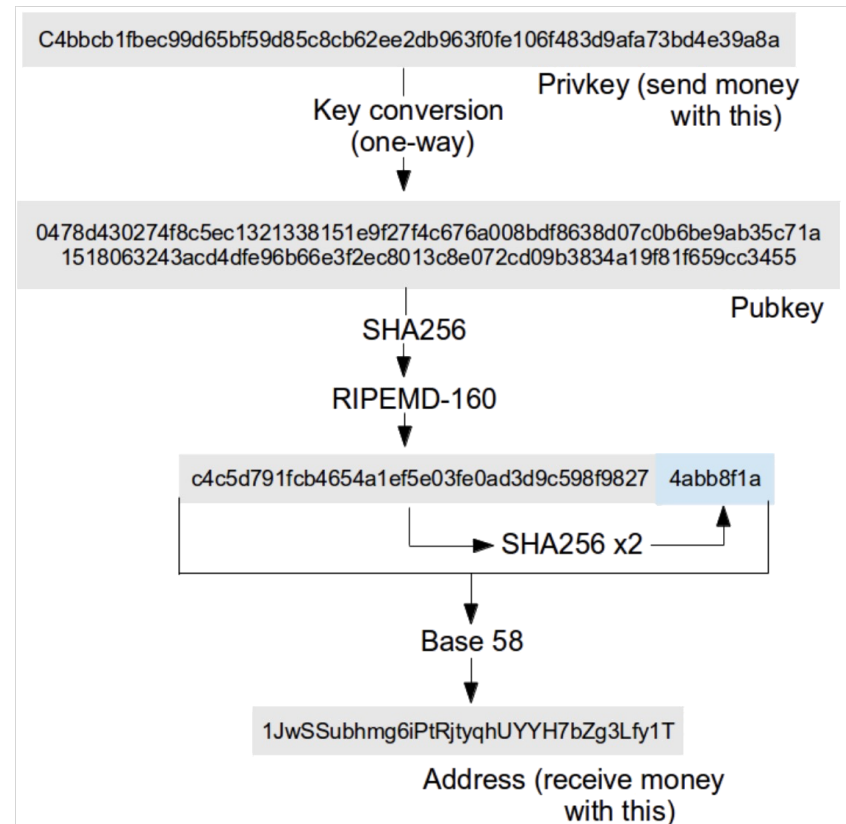 C4bbcb1fbec99d65bf59d85c8cb62ee2db963f0fe106f483d9afa73bd4e39a8a
Privkey (send money
with this)
Key conversion
(one-way)
0478d430274f8c5ec1321338151e9f27f4c676a008bdf8638d07c0b6be9ab35c71a
1518063243acd4dfe96b66e3f2ec8013c8e072cd09b3834a19f81f659cc3455
Pubkey
SHA256
RIPEMD-160
c4c5d791fcb4654a1ef5e03fe0ad3d9c598f9827 4abb8f1a
SHA256 x2
Base 58
1JwSSubhmg6iPtRjtyqhUYYH7bZg3Lfy1T
Address (receive money
with this)